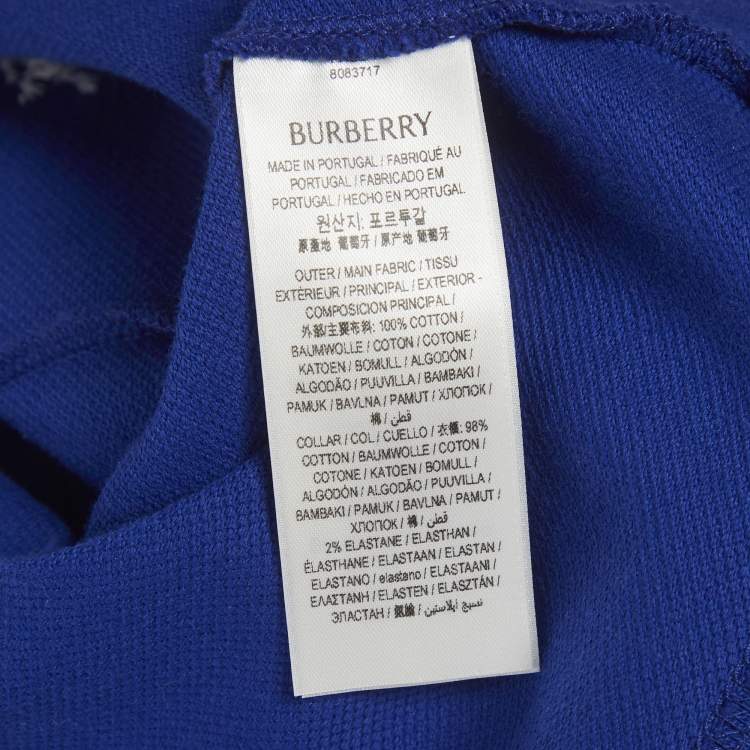 8083717
BURBERRY
MADE IN PORTUGAL / FABRIQUÉ AU
PORTUGAL / FABRICADO EM
PORTUGAL / HECHO EN PORTUGAL
원산지: 포르투갈
原產地 葡萄牙 / 原产地 葡萄牙
OUTER / MAIN FABRIC / TISSU
EXTÉRIEUR / PRINCIPAL / EXTERIOR -
COMPOSICION PRINCIPAL /
外部/主要布料: 100% COTTON /
BAUMWOLLE / COTON / COTONE /
KATOEN / BOMULL / ALGODÓN /
ALGODÃO / PUUVILLA / BAMBAKI /
PAMUK / BAVLNA / PAMUT / ХЛОПОК /
棉 / قطن /
COLLAR / COL / CUELLO / 衣領: 98%
COTTON / BAUMWOLLE / COTON /
COTONE / KATOEN / BOMULL /
ALGODÓN / ALGODÃO / PUUVILLA /
BAMBAKI / PAMUK / BAVLNA / PAMUT /
ХЛОПОК / 棉 / قطن /
2% ELASTANE / ELASTHAN /
ÉLASTHANE / ELASTAAN / ELASTAN /
ELASTANO / elastano / ELASTAANI /
ΕΛΑΣΤΑΝΗ / ELASTEN / ELASZTÁN /
ЭЛАСТАН / 氨綸 / نسيج إيلاستين /